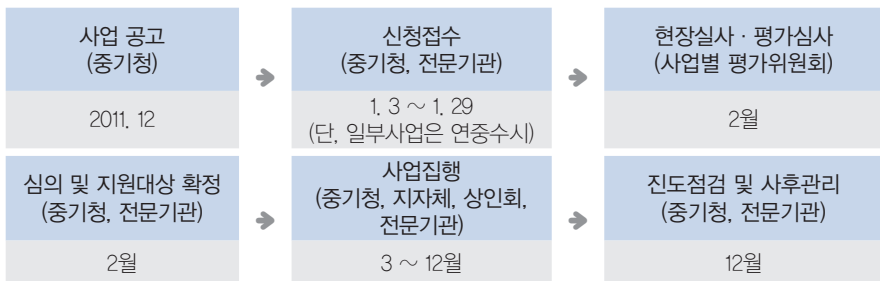 사업 공고
(중기청)
2011. 12
신청접수
(중기청, 전문기관)
1. 3 ~ 1. 29
(단, 일부사업은 연중수시)
현장실사 · 평가심사
(사업별 평가위원회)
2월
심의 및 지원대상 확정
(중기청, 전문기관)
2월
사업집행
(중기청, 지자체, 상인회,
전문기관)
3 ~ 12월
진도점검 및 사후관리
(중기청, 전문기관)
12월